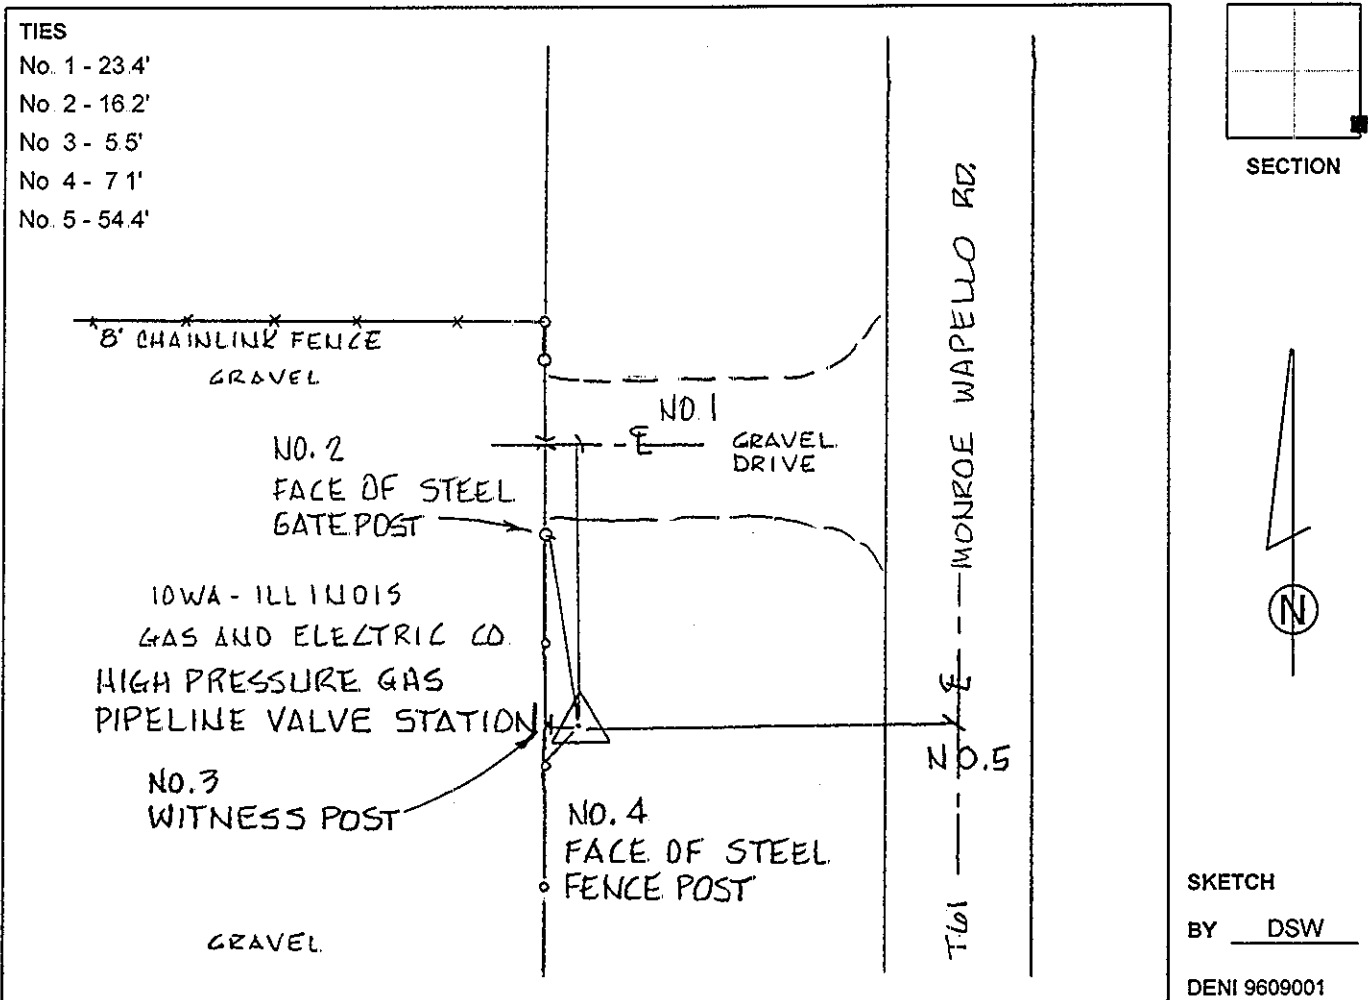 TIES
No. 1 - 23.4'
No. 2 - 16.2'
No 3 - 5.5'
No 4 - 7 1'
No. 5 - 54.4'
SECTION
8' CHAINLINK FENCE
GRAVEL
NO. 1
NO. 2
FACE OF STEEL
GATE POST
℄
GRAVEL
DRIVE
MONROE WAPELLO RD.
IOWA - ILLINOIS
GAS AND ELECTRIC CO.
HIGH PRESSURE GAS
PIPELINE VALVE STATION
N
℄
NO.5
NO.3
WITNESS POST
NO. 4
FACE OF STEEL
FENCE POST
T61
GRAVEL
SKETCH
BY DSW
DENI 9609001